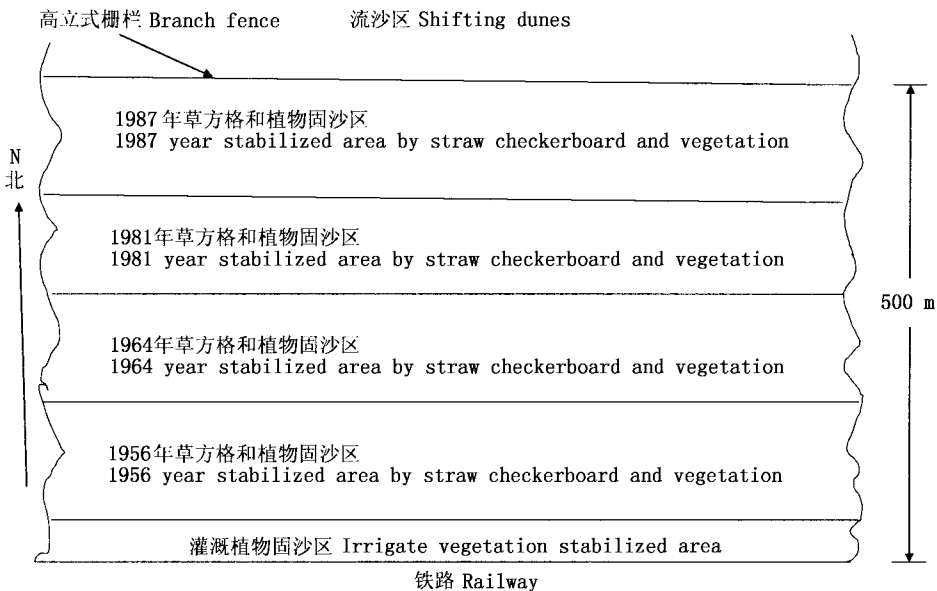 高立式栅栏 Branch fence 流沙区 Shifting dunes
1987年草方格和植物固沙区
1987 year stabilized area by straw checkerboard and vegetation
N
北
1981年草方格和植物固沙区
1981 year stabilized area by straw checkerboard and vegetation
500 m
1964年草方格和植物固沙区
1964 year stabilized area by straw checkerboard and vegetation
1956年草方格和植物固沙区
1956 year stabilized area by straw checkerboard and vegetation
灌溉植物固沙区 Irrigate vegetation stabilized area
铁路 Railway